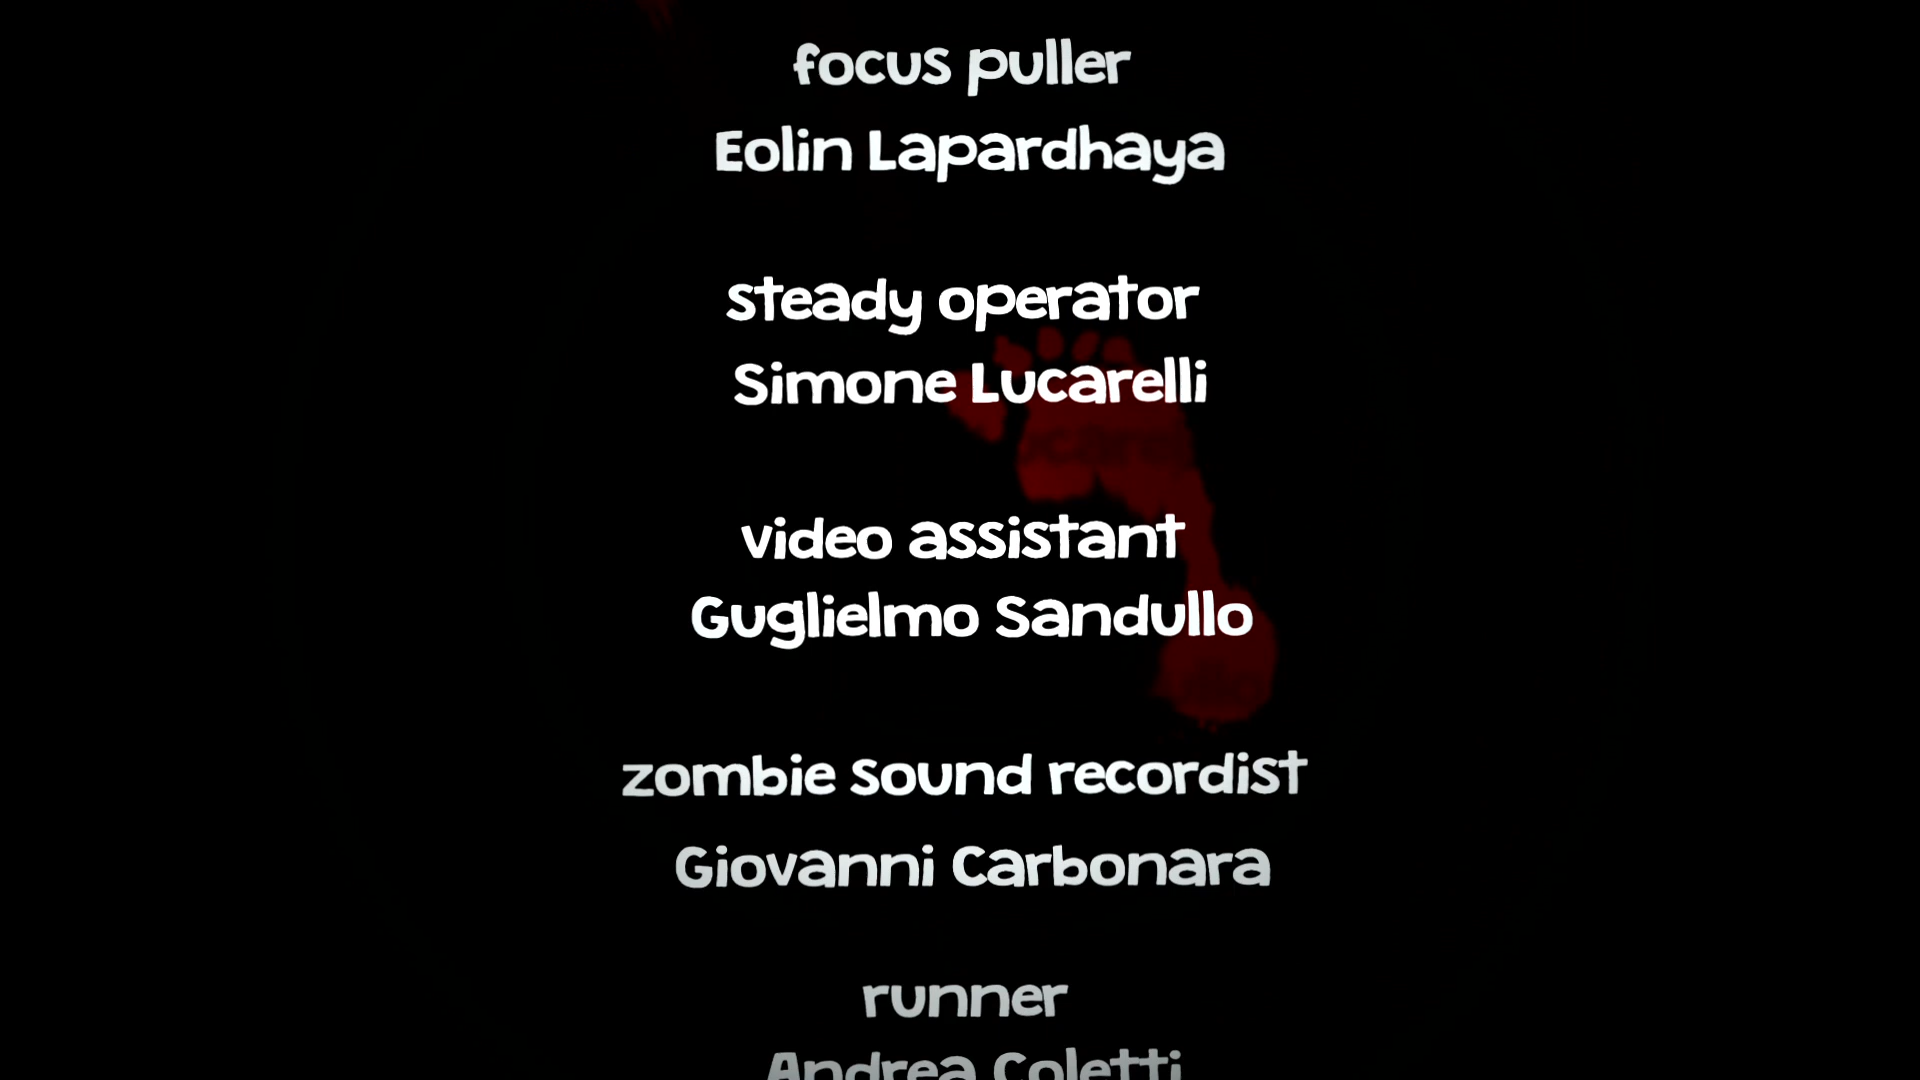 focus puller
Eolin Lapardhaya
steady operator
Simone Lucarelli
video assistant
Guglielmo Sandullo
zombie sound recordist
Giovanni Carbonara
runner
Andrea Coletti